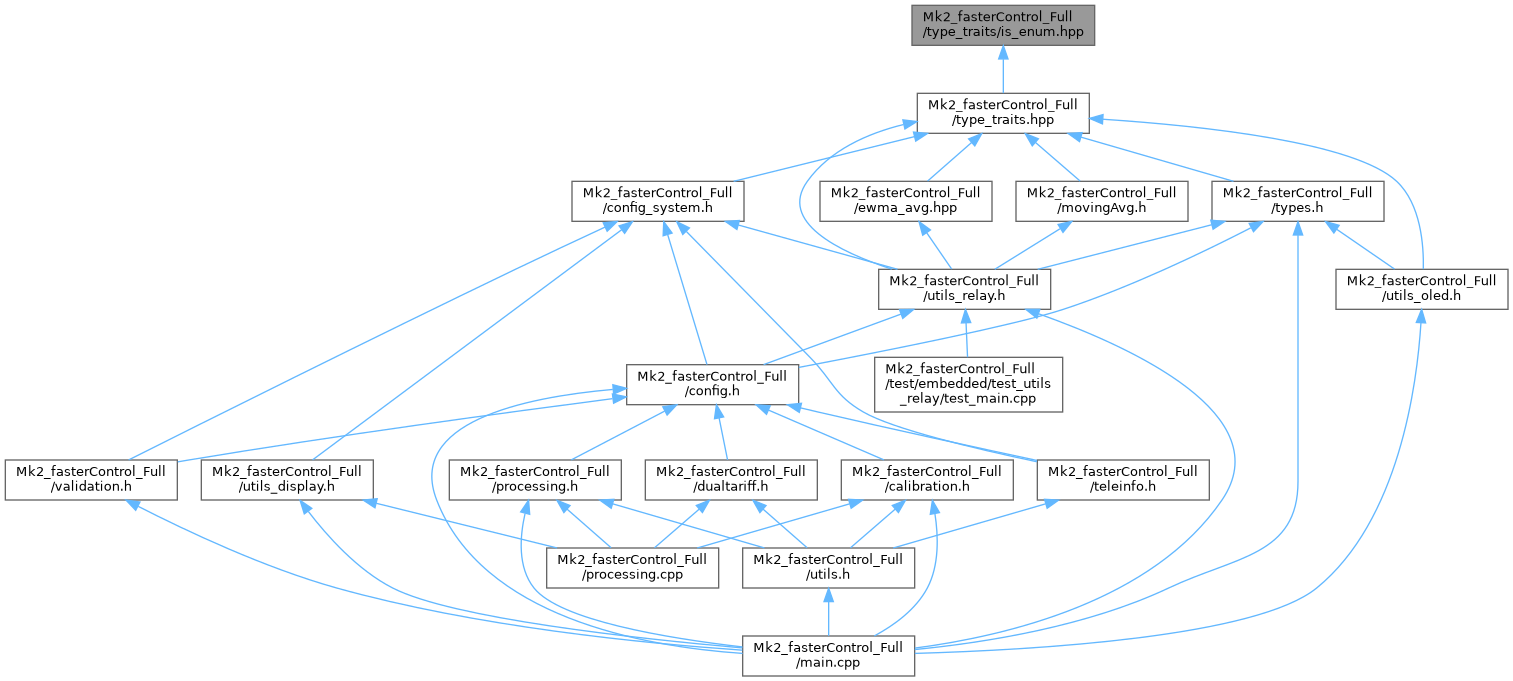 Mk2_fasterControl_Full
/type_traits/is_enum.hpp
Mk2_fasterControl_Full
/type_traits.hpp
Mk2_fasterControl_Full
/config_system.h
Mk2_fasterControl_Full
/ewma_avg.hpp
Mk2_fasterControl_Full
/movingAvg.h
Mk2_fasterControl_Full
/types.h
Mk2_fasterControl_Full
/utils_relay.h
Mk2_fasterControl_Full
/utils_oled.h
Mk2_fasterControl_Full
/config.h
Mk2_fasterControl_Full
/test/embedded/test_utils
_relay/test_main.cpp
Mk2_fasterControl_Full
/validation.h
Mk2_fasterControl_Full
/utils_display.h
Mk2_fasterControl_Full
/processing.h
Mk2_fasterControl_Full
/dualtariff.h
Mk2_fasterControl_Full
/calibration.h
Mk2_fasterControl_Full
/teleinfo.h
Mk2_fasterControl_Full
/processing.cpp
Mk2_fasterControl_Full
/utils.h
Mk2_fasterControl_Full
/main.cpp